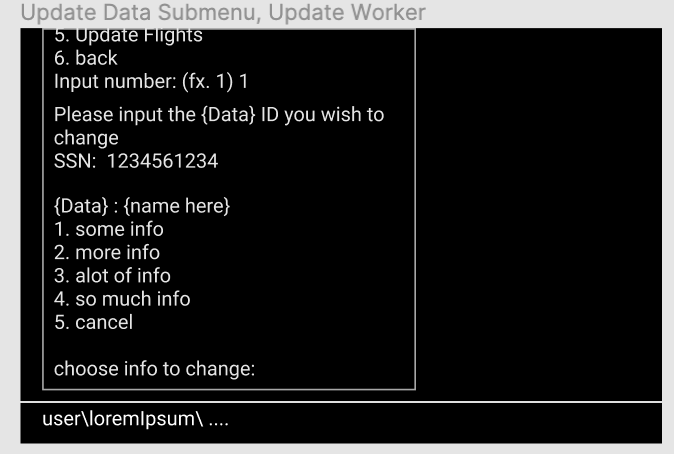 Update Data Submenu, Update Worker
5. Update Flights
6. back
Input number: (fx. 1) 1
Please input the {Data} ID you wish to
change
SSN:  1234561234
{Data} : {name here}
1. some info
2. more info
3. alot of info
4. so much info
5. cancel
choose info to change:
user\loremIpsum\ ....